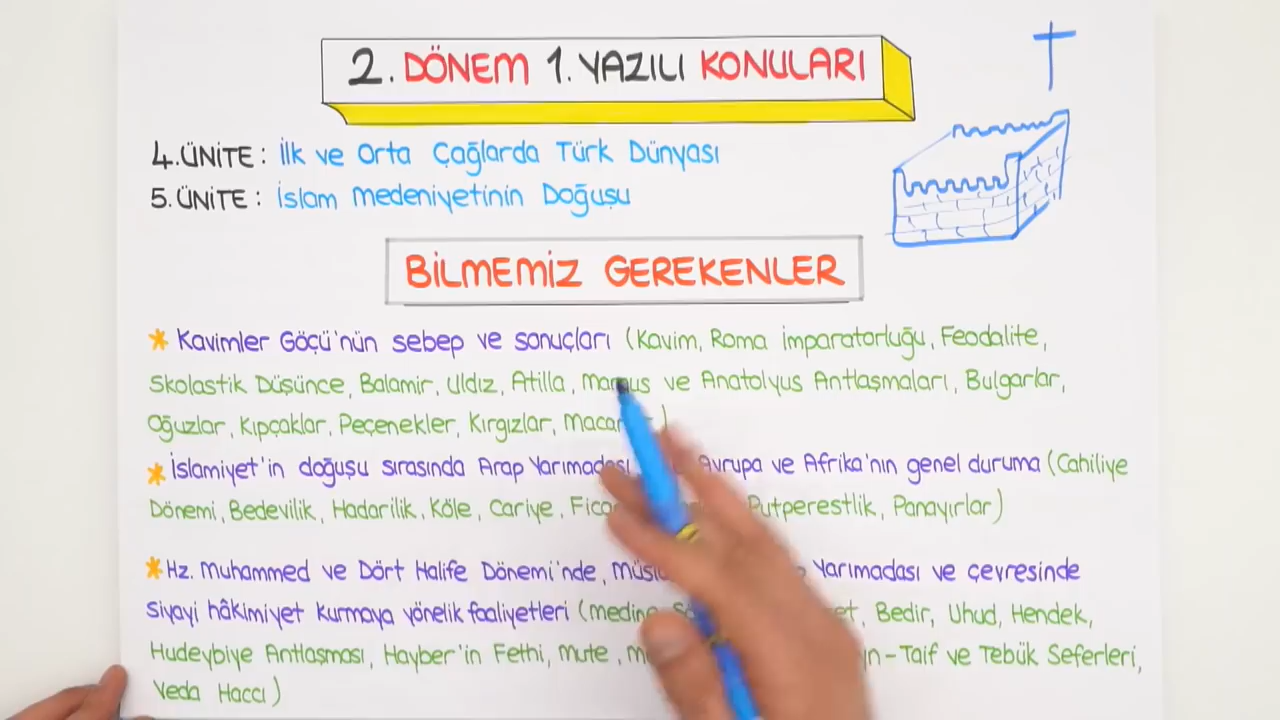 2. DÖNEM 1. YAZILI KONULARI
4.ÜNİTE: İlk ve Orta Çağlarda Türk Dünyası
5.ÜNİTE: İslam Medeniyetinin Doğuşu
BİLMEMİZ GEREKENLER
* Kavimler Göçü'nün sebep ve sonuçları (Kavim, Roma İmparatorluğu, Feodalite,
Skolastik Düşünce, Balamir, Uldız, Atilla, ve Anatolyus Antlaşmaları, Bulgarlar,
Oğuzlar, Kıpçaklar, Peçenekler, Kırgızlar, )
* İslamiyet'in doğuşu sırasında Arap Avrupa ve Afrika'nın genel durumu (Cahiliye
Dönemi, Bedevilik, Hadarilik, Köle, Cariye, Putperestlik, Panayırlar)
* Hz. Muhammed ve Dört Halife Dönemi'nde, Yarımadası ve çevresinde
Siyayi hâkimiyet kurmaya yönelik faaliyetleri ( Bedir, Uhud, Hendek,
Hudeybiye Antlaşması, Hayber'in Fethi, Mute, Taif ve Tebük Seferleri,
Veda Haccı)